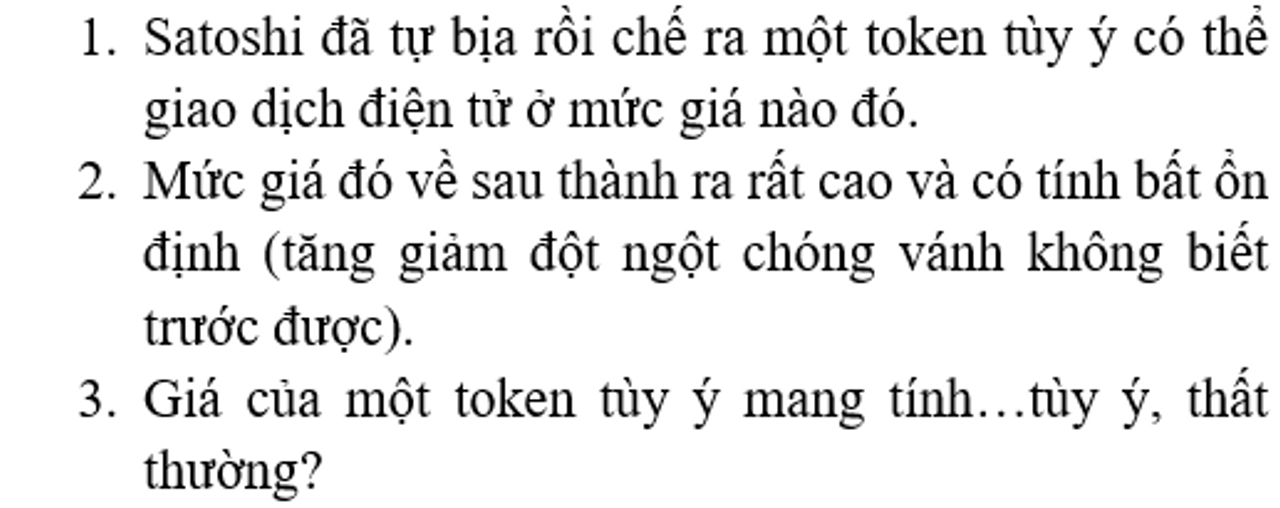 1. Satoshi đã tự bịa rồi chế ra một token tùy ý có thể
giao dịch điện tử ở mức giá nào đó.
2. Mức giá đó về sau thành ra rất cao và có tính bất ổn
định (tăng giảm đột ngột chóng vánh không biết
trước được).
3. Giá của một token tùy ý mang tính…tùy ý, thất
thường?